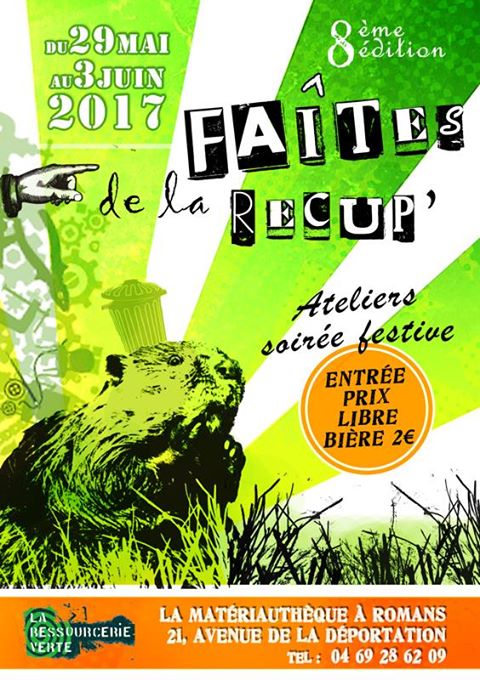 DU 29 MAI
AU 3 JUIN
2017
8ème
édition
FAÎTES
de la RECUP'
Ateliers
soirée festive
ENTRÉE
PRIX
LIBRE
BIÈRE 2€
LA
RESSOURCERIE
VERTE
LA MATÉRIAUTHÈQUE À ROMANS
21, AVENUE DE LA DÉPORTATION
TEL : 04 69 28 62 09